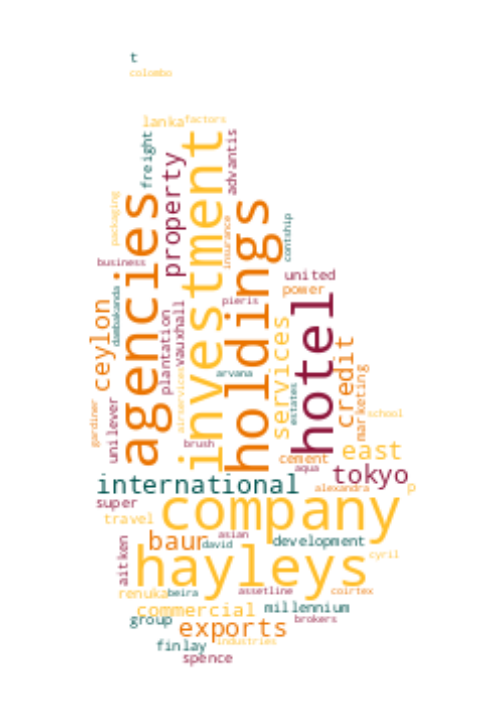 t
colombo
lanka
factors
freight
investment
advantis
property
packaging
agencies
holdings
contship
insurance
business
united
dambakanda
power
hotel
pieris
ceylon
vauxhall
plantation
services
credit
arvana
airservices
marketing
estates
school
gardiner
unilever
brush
east
cement
aqua
tokyo
international
alexandra
p
super
company
travel
baur
asian
david
development
aitken
hayleys
cyril
renuka
beira
assetline
coirtex
commercial
millennium
group
exports
brokers
finlay
industries
spence